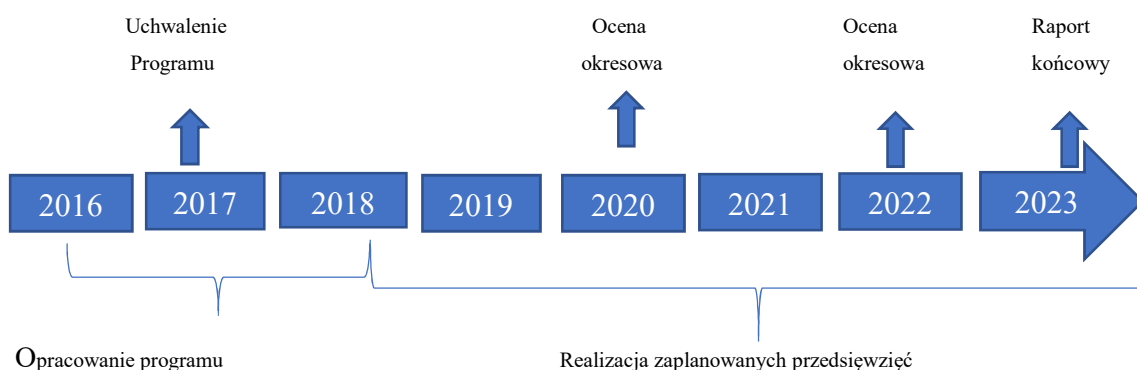 Uchwalenie
Programu
Ocena
okresowa
Ocena
okresowa
Raport
końcowy
2016
2017
2018
2019
2020
2021
2022
2023
Opracowanie programu
Realizacja zaplanowanych przedsięwzięć